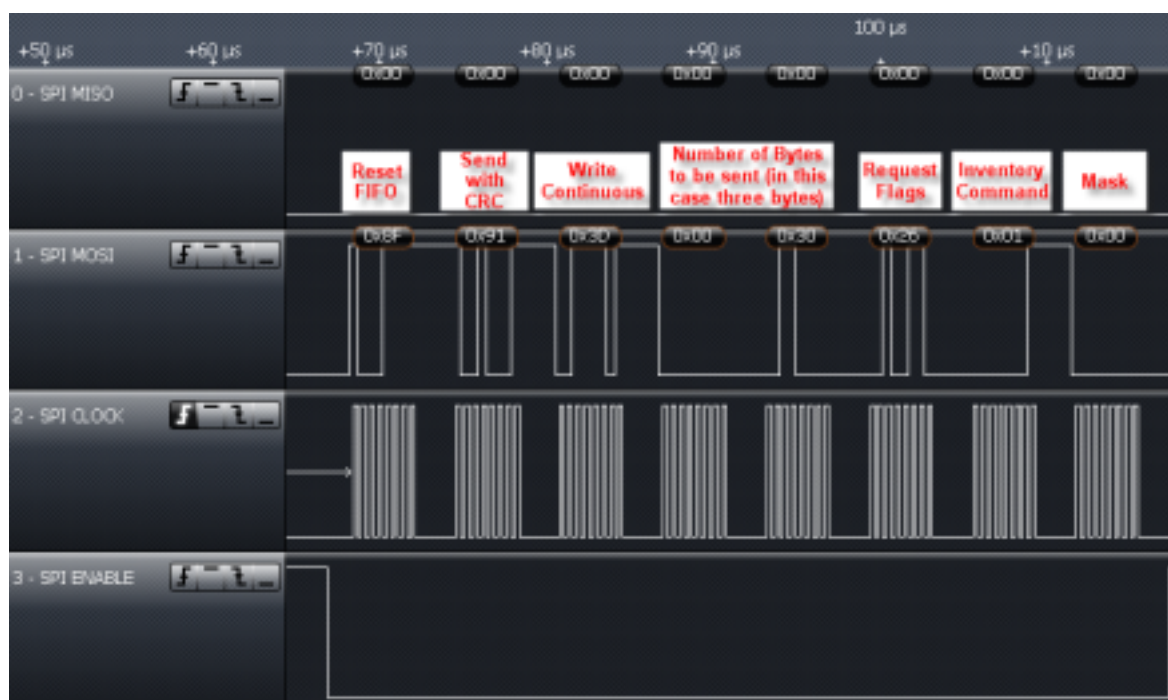 100 µs
+50 µs +60 µs +70 µs +80 µs +90 µs +10 µs
0x00 0x00 0x00 0x00 0x00 0x00 0x00 0x00
0 - SPI MISO
Reset
FIFO
Send
with
CRC
Write
Continuous
Number of Bytes
to be sent (in this
case three bytes)
Request
Flags
Inventory
Command
Mask
0x8F 0x91 0x3D 0x00 0x30 0x26 0x01 0x00
1 - SPI MOSI
2 - SPI CLOCK
3 - SPI ENABLE